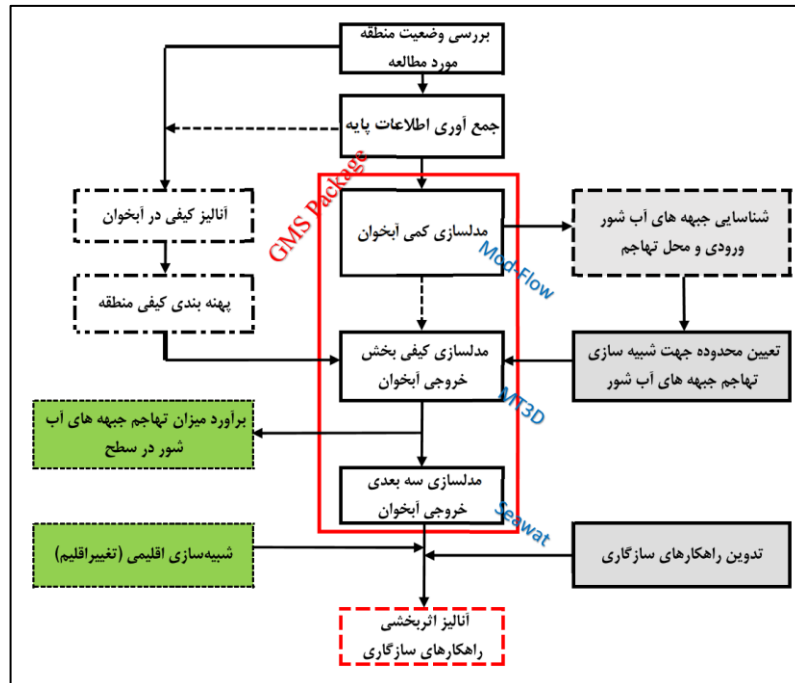 بررسی وضعیت منطقه
مورد مطالعه
جمع آوری اطلاعات پایه
GMS Package
آنالیز کیفی در آبخوان
مدلسازی کمی آبخوان
Mod-Flow
شناسایی جبهه های آب شور
ورودی و محل تهاجم
پهنه بندی کیفی منطقه
مدلسازی کیفی بخش
خروجی آبخوان
MT3D
تعیین محدوده جهت شبیه سازی
تهاجم جبهه های آب شور
برآورد میزان تهاجم جبهه های آب
شور در سطح
مدلسازی سه بعدی
خروجی آبخوان
Seawat
شبیه‌سازی اقلیمی (تغییراقلیم)
تدوین راهکارهای سازگاری
آنالیز اثربخشی
راهکارهای سازگاری